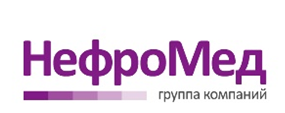 НефроМед
группа компаний